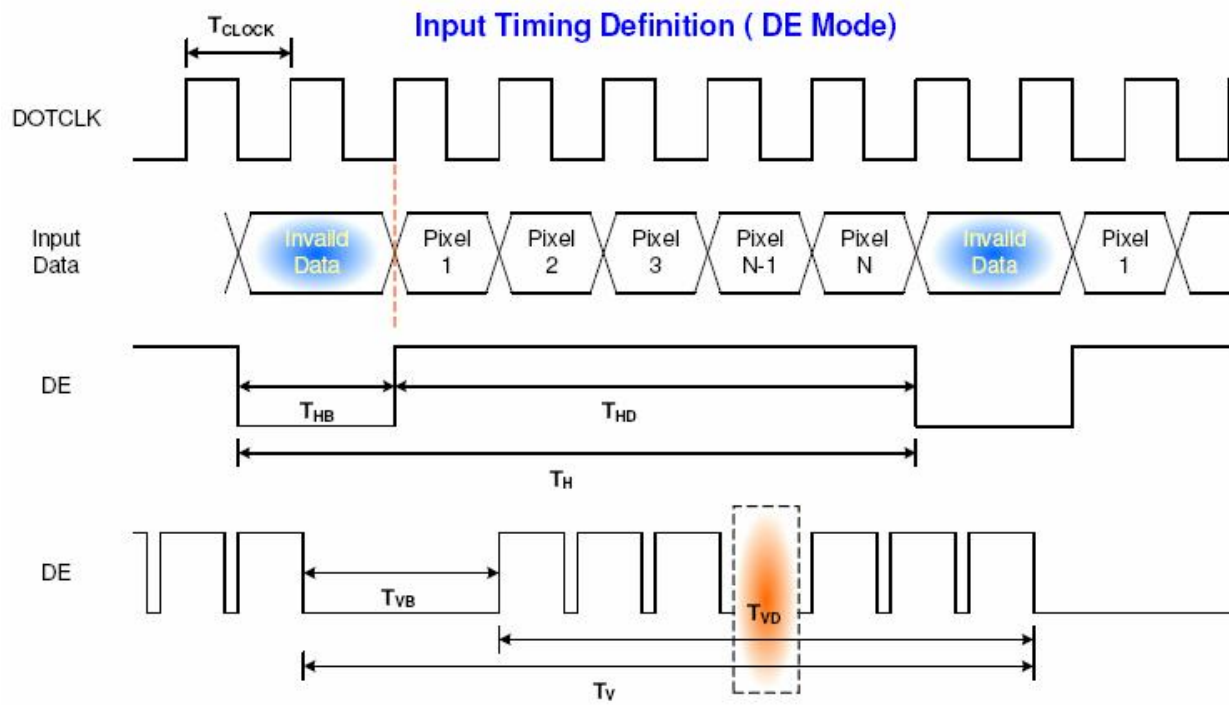 Input Timing Definition ( DE Mode)
TCLOCK
DOTCLK
Input
Data
Invaild
Data
Pixel
1
Pixel
2
Pixel
3
Pixel
N-1
Pixel
N
Invaild
Data
Pixel
1
DE
THB
THD
TH
DE
TVB
TVD
TV